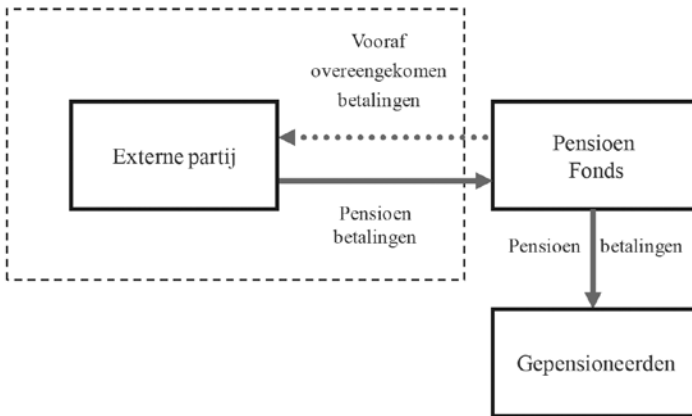 Vooraf
overeengekomen
betalingen
Externe partij
Pensioen
Fonds
Pensioen
betalingen
Pensioen betalingen
Gepensioneerden